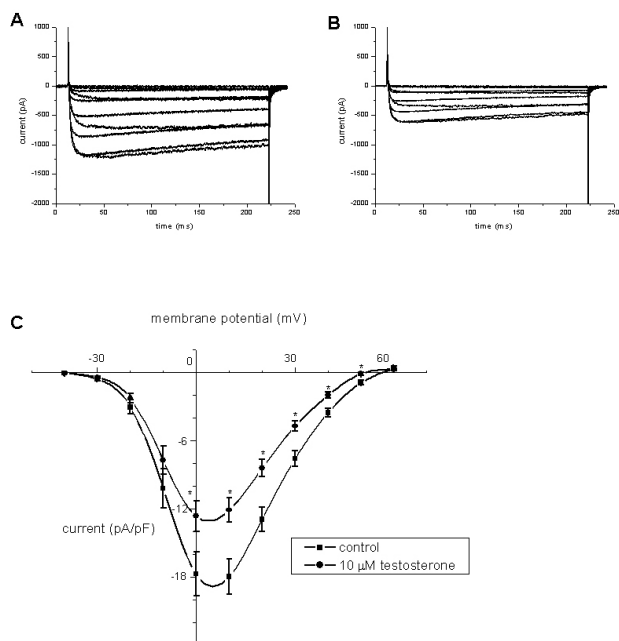 A
B
1000
500
0
-500
-1000
-1500
-2000
current (pA)
0
50
100
150
200
250
time (ms)
1000
500
0
-500
-1000
-1500
-2000
current (pA)
0
50
100
150
200
250
time (ms)
C
membrane potential (mV)
-30
0
30
60
* * * * * * *
-6
-12
-18
current (pA/pF)
control
10 µM testosterone